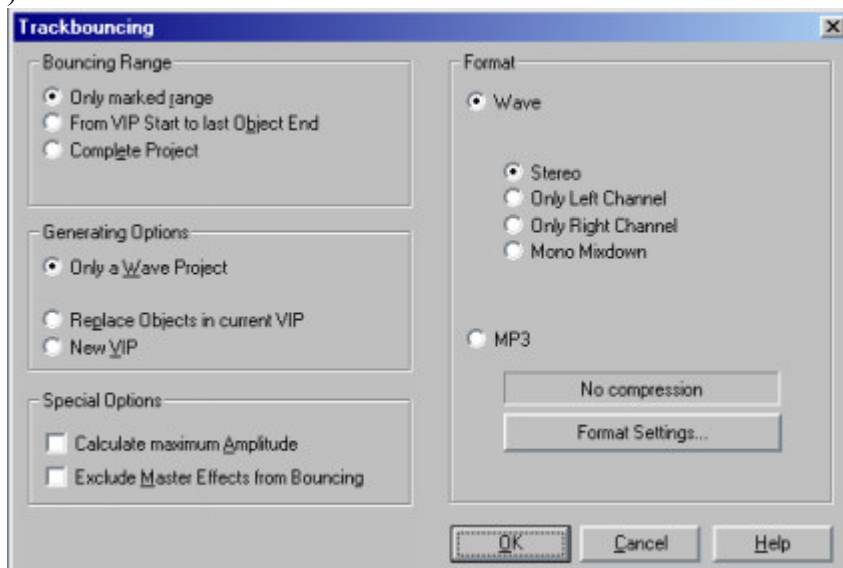 )
Trackbouncing
Bouncing Range
Only marked range
From VIP Start to last Object End
Complete Project
Generating Options
Only a Wave Project
Replace Objects in current VIP
New VIP
Special Options
Calculate maximum Amplitude
Exclude Master Effects from Bouncing
Format
Wave
Stereo
Only Left Channel
Only Right Channel
Mono Mixdown
MP3
No compression
Format Settings...
OK
Cancel
Help